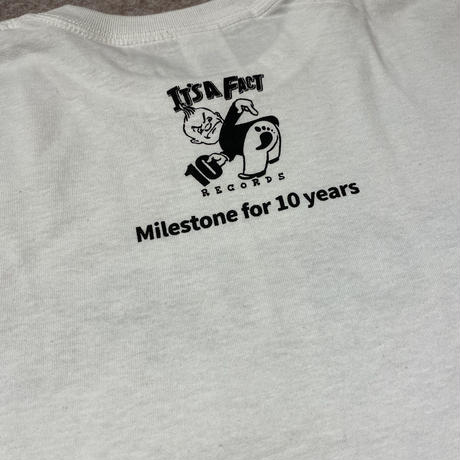 IT'S A FACT
10
RECORDS
Milestone for 10 years